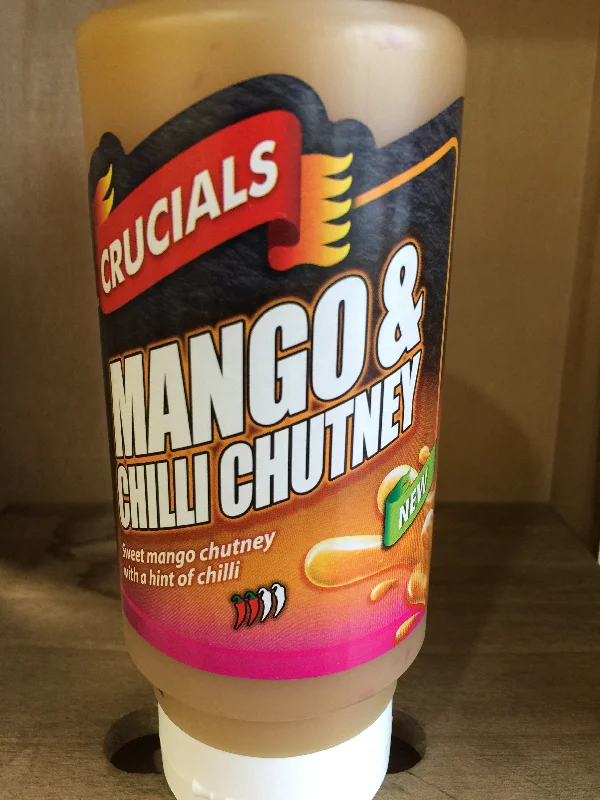 CRUCIALS
MANGO &
CHILLI CHUTNEY
NEW
Sweet mango chutney
with a hint of chilli